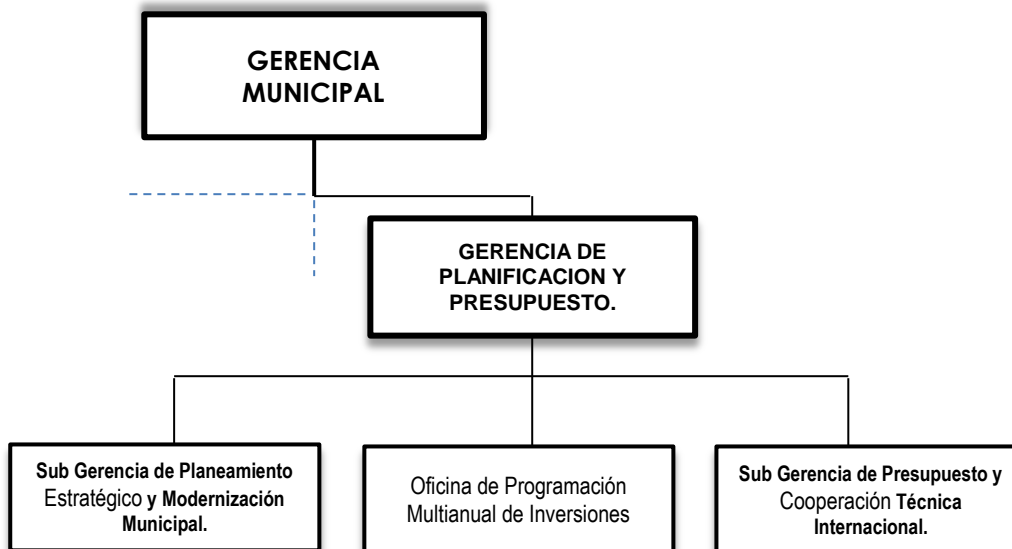 GERENCIA
MUNICIPAL
GERENCIA DE
PLANIFICACION Y
PRESUPUESTO.
Sub Gerencia de Planeamiento
Estratégico y Modernización
Municipal.
Oficina de Programación
Multianual de Inversiones
Sub Gerencia de Presupuesto y
Cooperación Técnica
Internacional.